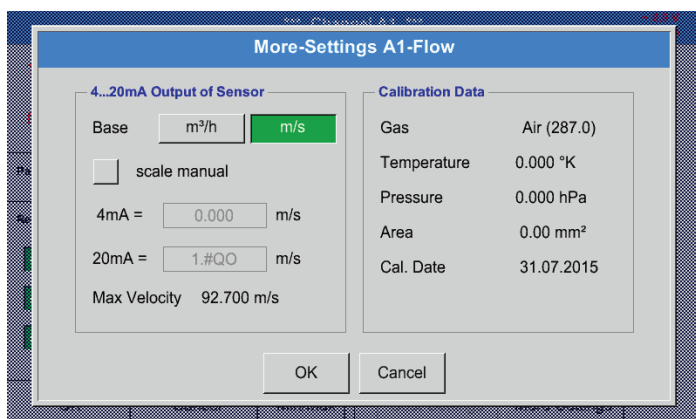 *** Channel A1 ***
More-Settings A1-Flow
4...20mA Output of Sensor
Base m³/h m/s
scale manual
4mA = 0.000 m/s
20mA = 1.#QO m/s
Max Velocity 92.700 m/s
Calibration Data
Gas Air (287.0)
Temperature 0.000 °K
Pressure 0.000 hPa
Area 0.00 mm²
Cal. Date 31.07.2015
OK Cancel